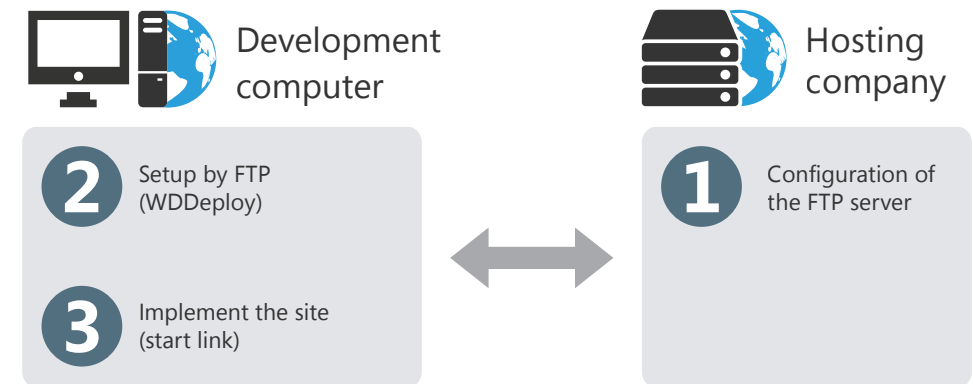 Development
computer
2
Setup by FTP
(WDDeploy)
3
Implement the site
(start link)
Hosting
company
1
Configuration of
the FTP server